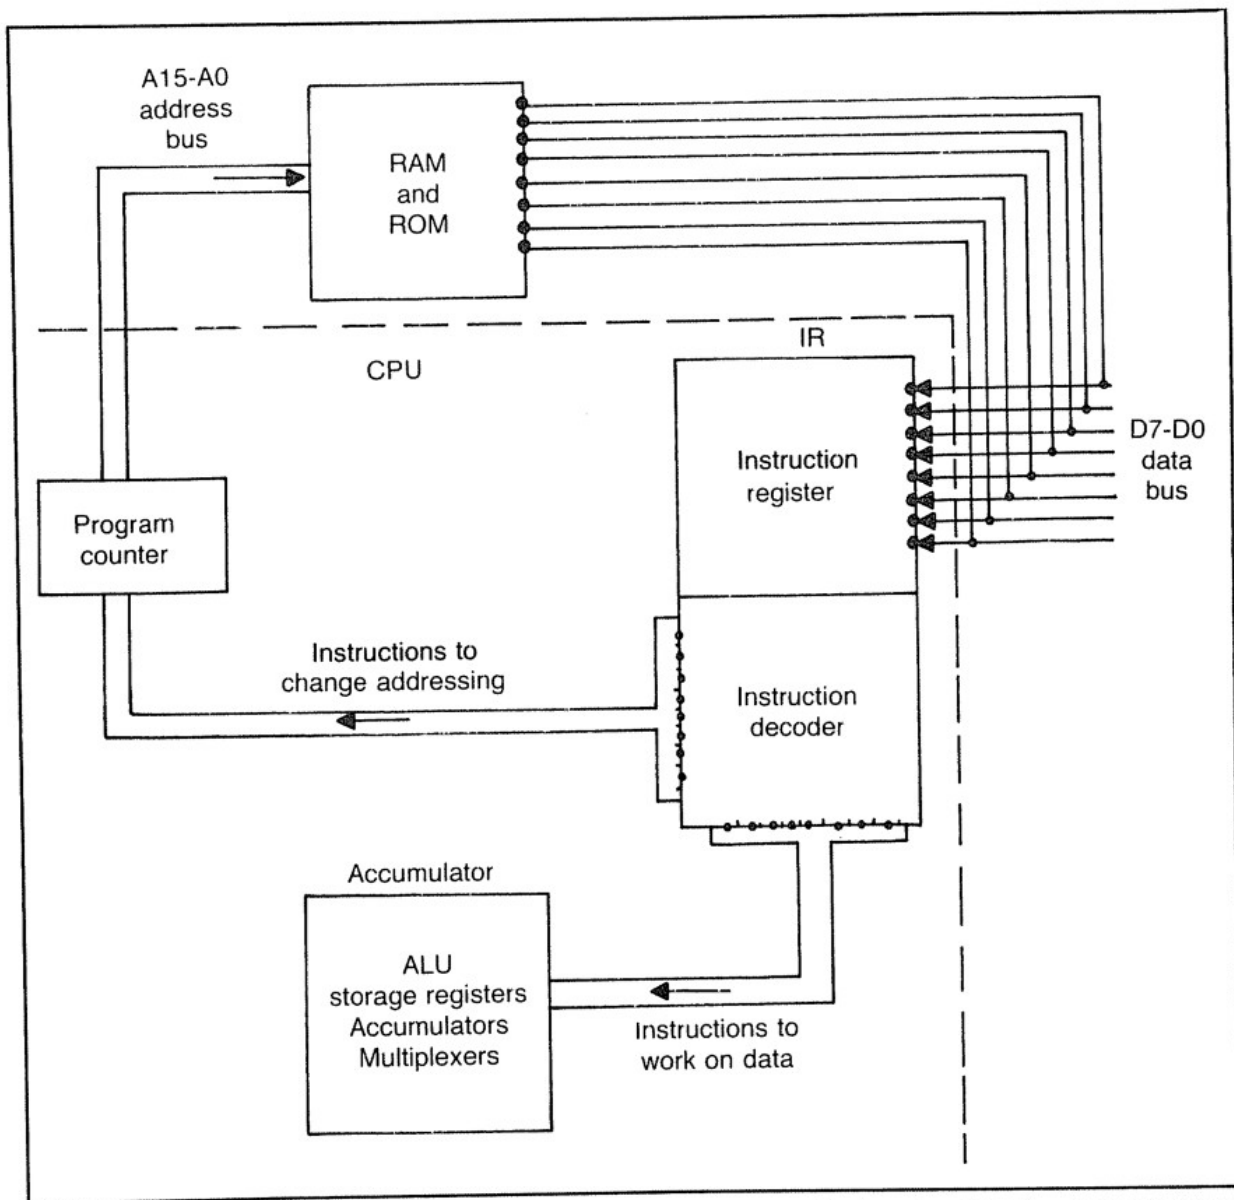 A15-A0
address
bus
RAM
and
ROM
CPU
IR
Instruction
register
D7-D0
data
bus
Program
counter
Instructions to
change addressing
Instruction
decoder
Accumulator
ALU
storage registers
Accumulators
Multiplexers
Instructions to
work on data